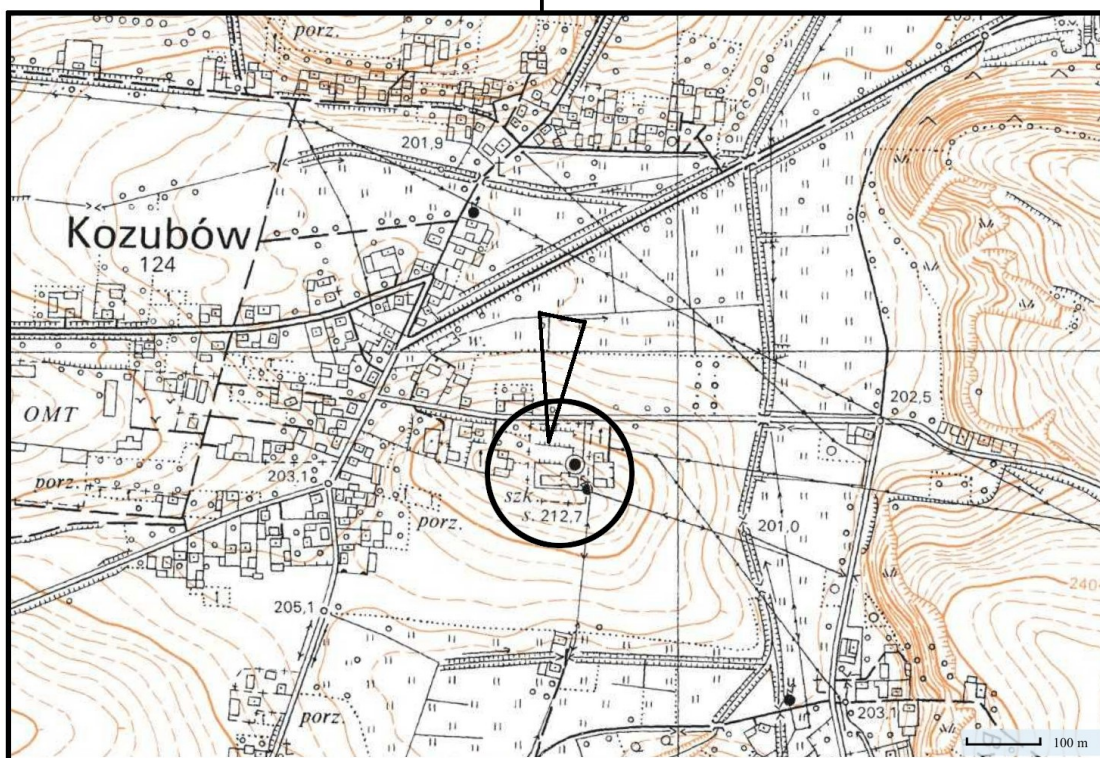 porz.
201,9
Kozubów
124
OMT
202,5
porz.
203,1
szk.
s. 212,7
porz.
201,0
205,1
porz.
203,1
100 m